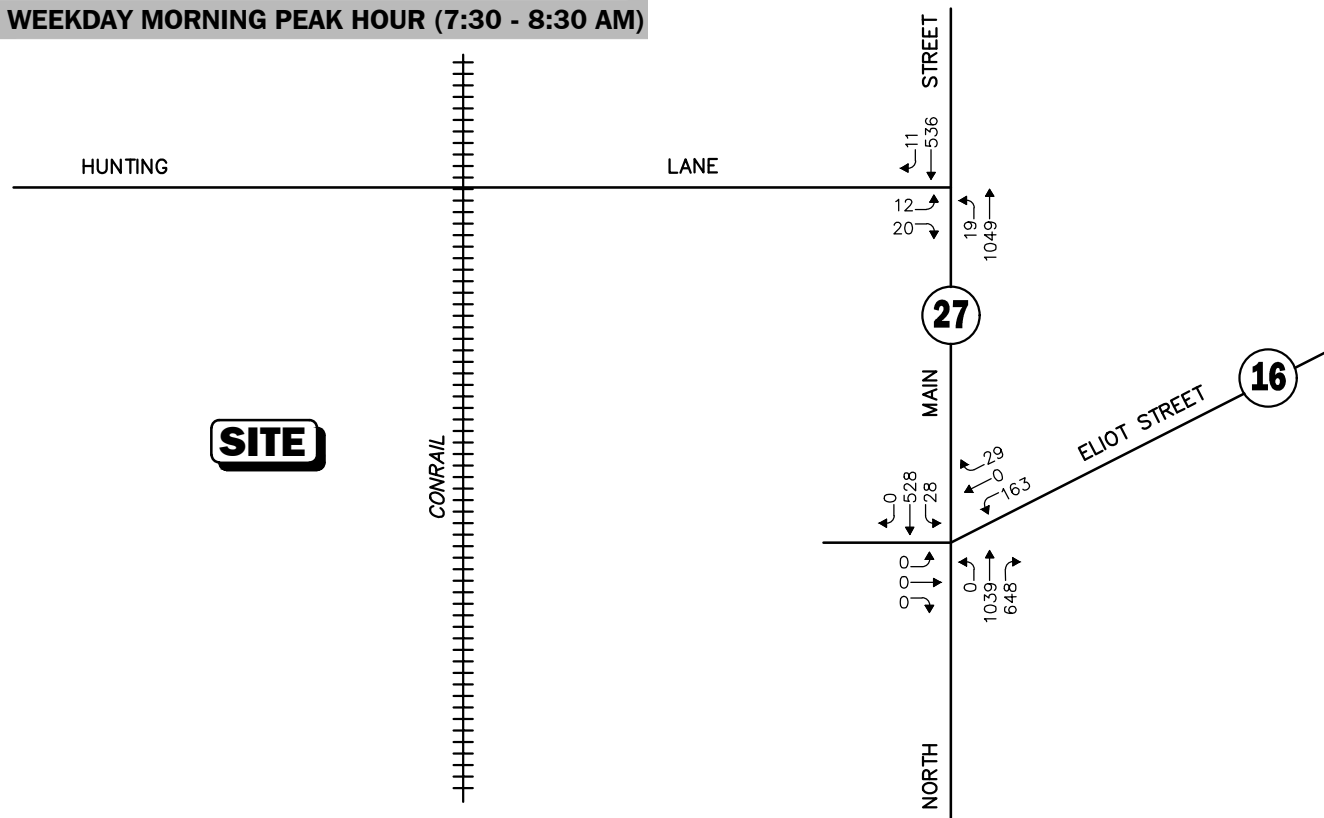 WEEKDAY MORNING PEAK HOUR (7:30 - 8:30 AM)
STREET
11
536
HUNTING
LANE
12
20
19
1049
27
MAIN
16
ELIOT STREET
SITE
CONRAIL
0
528
28
29
0
163
0
0
0
0
1039
648
NORTH